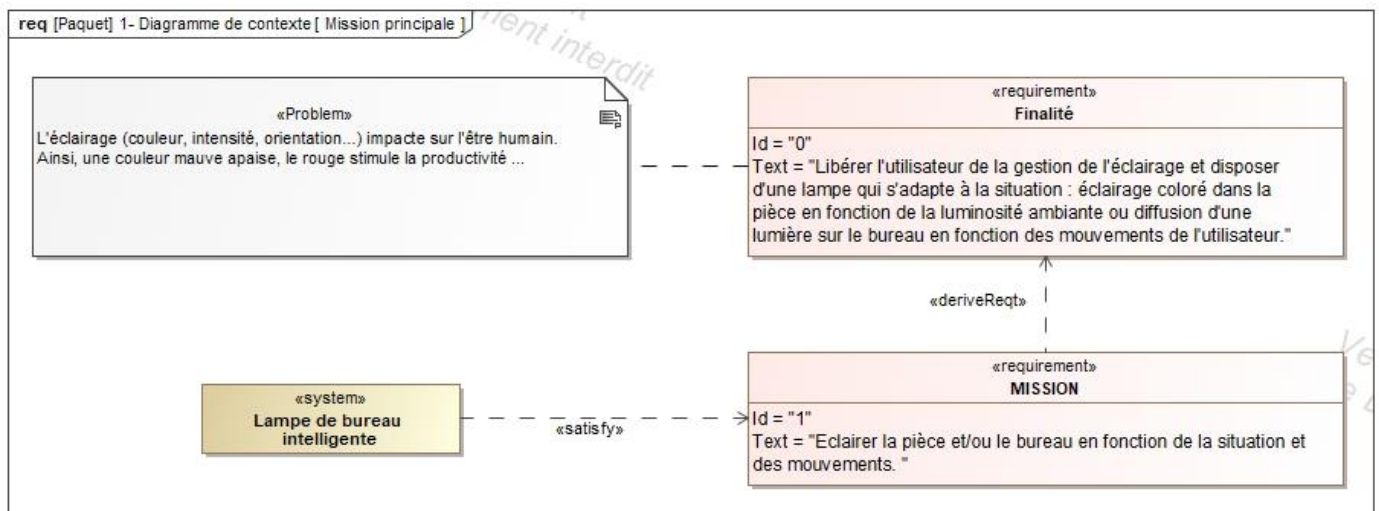 req [Paquet] 1- Diagramme de contexte [ Mission principale ]
ment interdit
«Problem»
L'éclairage (couleur, intensité, orientation...) impacte sur l'être humain.
Ainsi, une couleur mauve apaise, le rouge stimule la productivité ...
«requirement»
Finalité
Id = "0"
Text = "Libérer l'utilisateur de la gestion de l'éclairage et disposer
d'une lampe qui s'adapte à la situation : éclairage coloré dans la
pièce en fonction de la luminosité ambiante ou diffusion d'une
lumière sur le bureau en fonction des mouvements de l'utilisateur."
«deriveReqt»
«requirement»
MISSION
Id = "1"
Text = "Eclairer la pièce et/ou le bureau en fonction de la situation et
des mouvements. "
«system»
Lampe de bureau
intelligente
«satisfy»